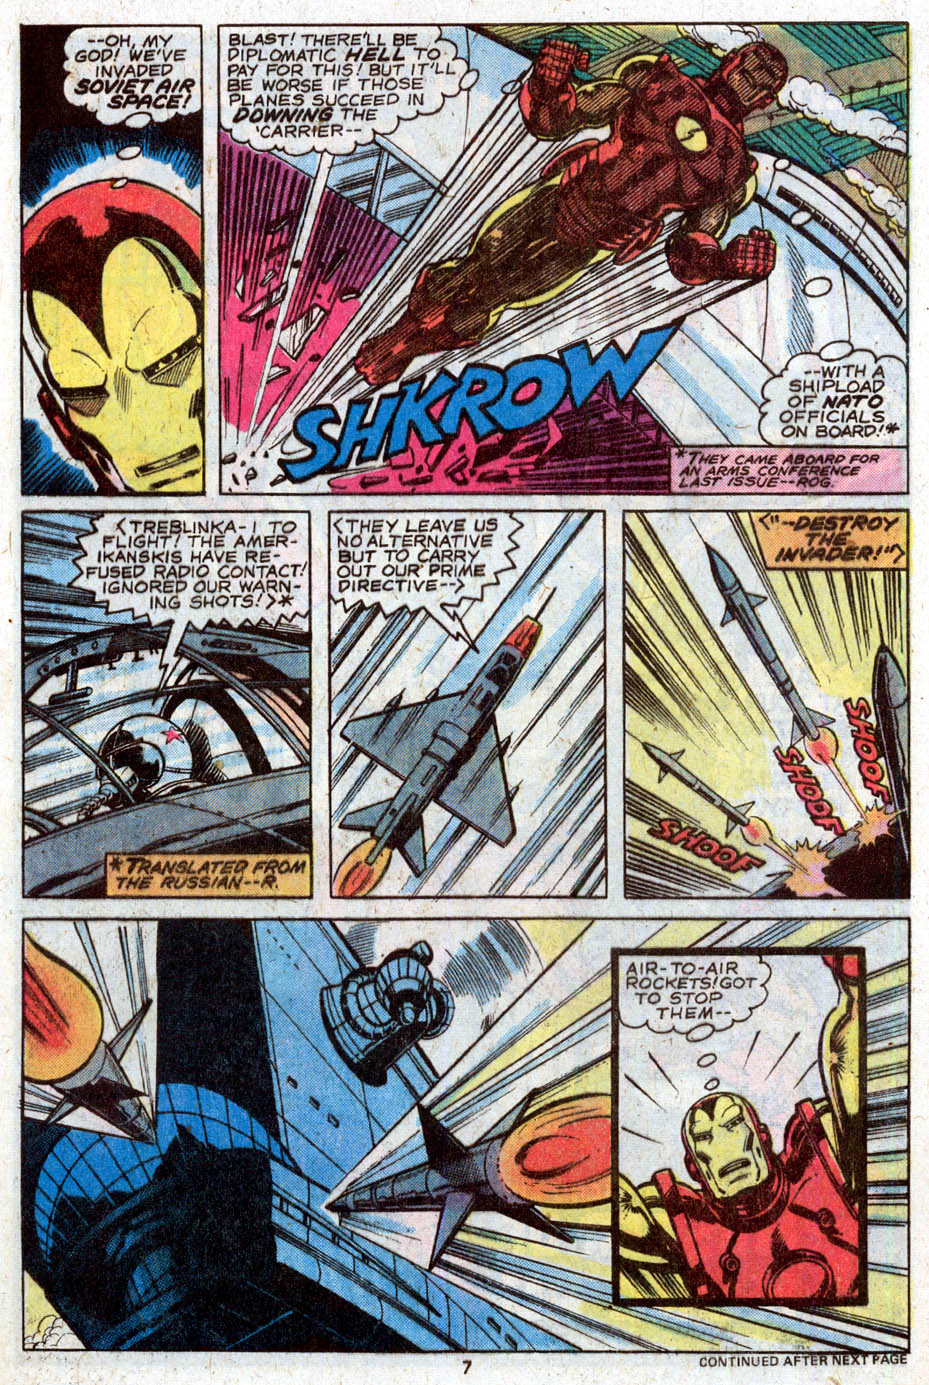 --OH, MY
GOD! WE'VE
INVADED
SOVIET AIR
SPACE!
BLAST! THERE'LL BE
DIPLOMATIC HELL TO
PAY FOR THIS! BUT IT'LL
BE WORSE IF THOSE
PLANES SUCCEED IN
DOWNING THE
'CARRIER--
SHKROW
--WITH A
SHIPLOAD
OF NATO
OFFICIALS
ON BOARD!*
*THEY CAME ABOARD FOR
AN ARMS CONFERENCE
LAST ISSUE--ROG.
<TREBLINKA-1 TO
FLIGHT! THE AMER-
IKANSKIS HAVE RE-
FUSED RADIO CONTACT!
IGNORED OUR WARN-
ING SHOTS!>*
*TRANSLATED FROM
THE RUSSIAN--R.
<THEY LEAVE US
NO ALTERNATIVE
BUT TO CARRY
OUT OUR PRIME
DIRECTIVE-->
<"--DESTROY
THE
INVADER!">
SHOOF
SHOOF
SHOOF
AIR-TO-AIR
ROCKETS! GOT
TO STOP
THEM--
7
CONTINUED AFTER NEXT PAGE